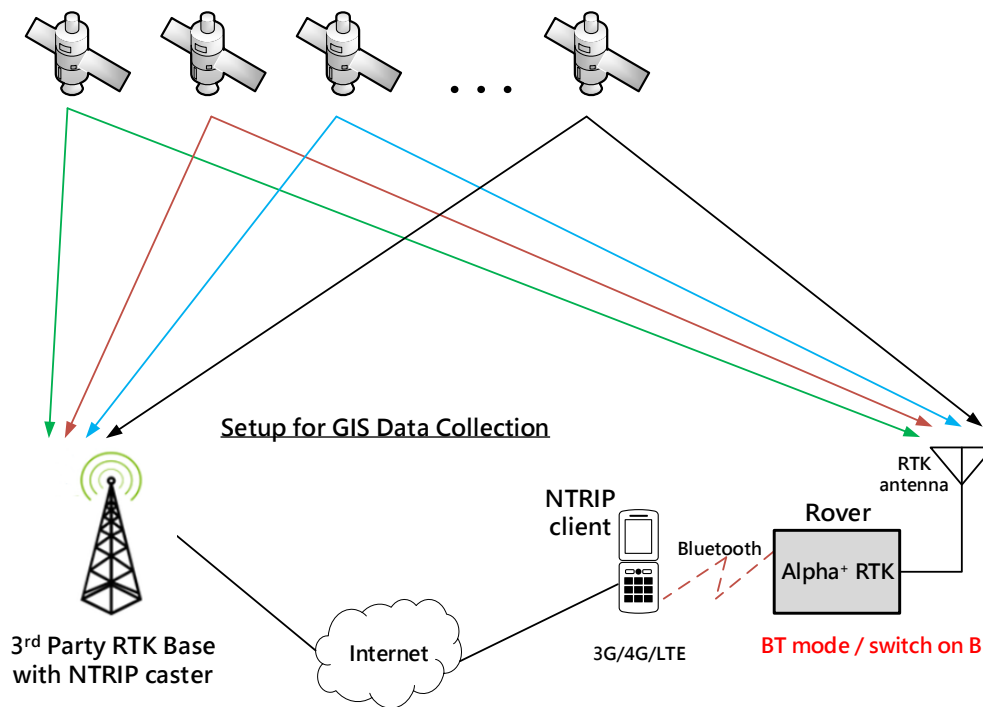 . . .
Setup for GIS Data Collection
RTK
antenna
NTRIP
client
Rover
Bluetooth
Alpha⁺ RTK
3ʳᵈ Party RTK Base
with NTRIP caster
Internet
3G/4G/LTE
BT mode / switch on B